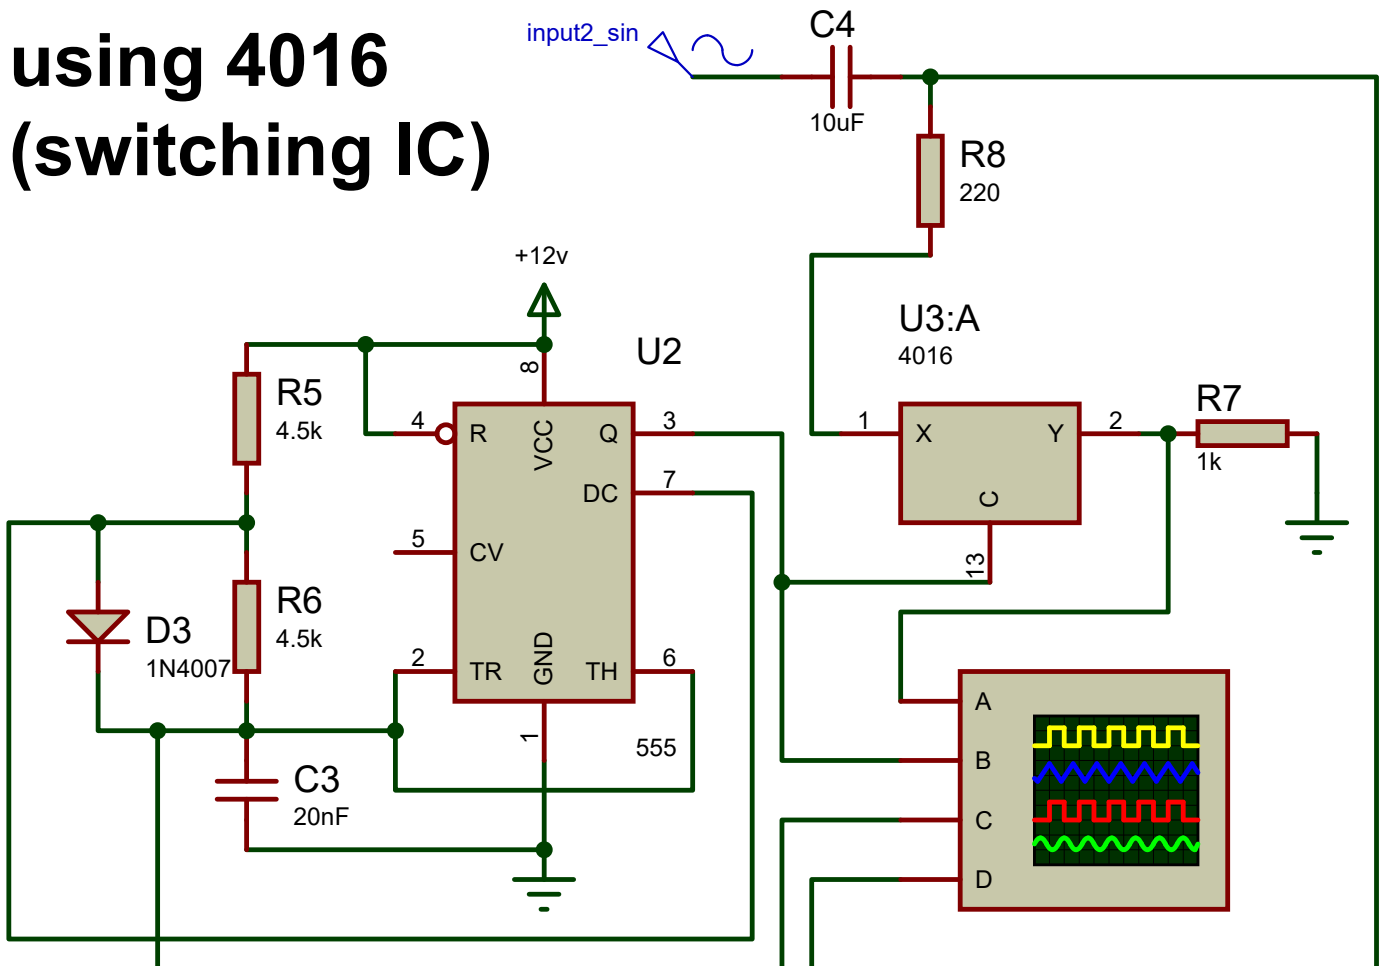 using 4016
(switching IC)
input2_sin
C4
10uF
R8
220
+12v
U3:A
4016
U2
8
R5
4.5k
4
R
VCC
Q
3
1
X
Y
2
R7
1k
DC
7
C
5
CV
13
R6
4.5k
D3
1N4007
2
TR
GND
TH
6
A
1
555
B
C3
20nF
C
D